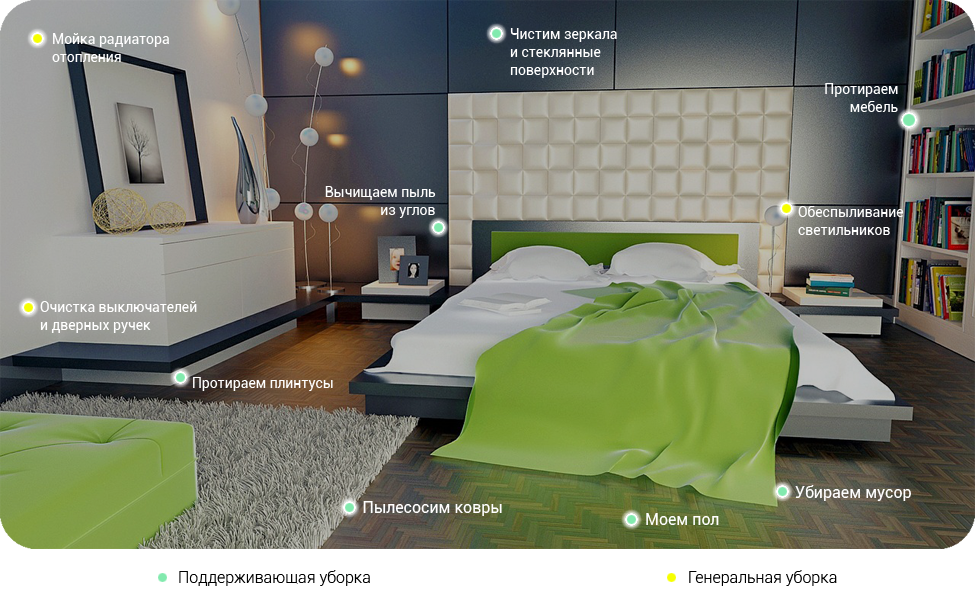 Мойка радиатора
отопления
Чистим зеркала
и стеклянные
поверхности
Протираем
мебель
Вычищаем пыль
из углов
Обеспыливание
светильников
Очистка выключателей
и дверных ручек
Протираем плинтусы
Пылесосим ковры
Убираем мусор
Моем пол
Поддерживающая уборка
Генеральная уборка